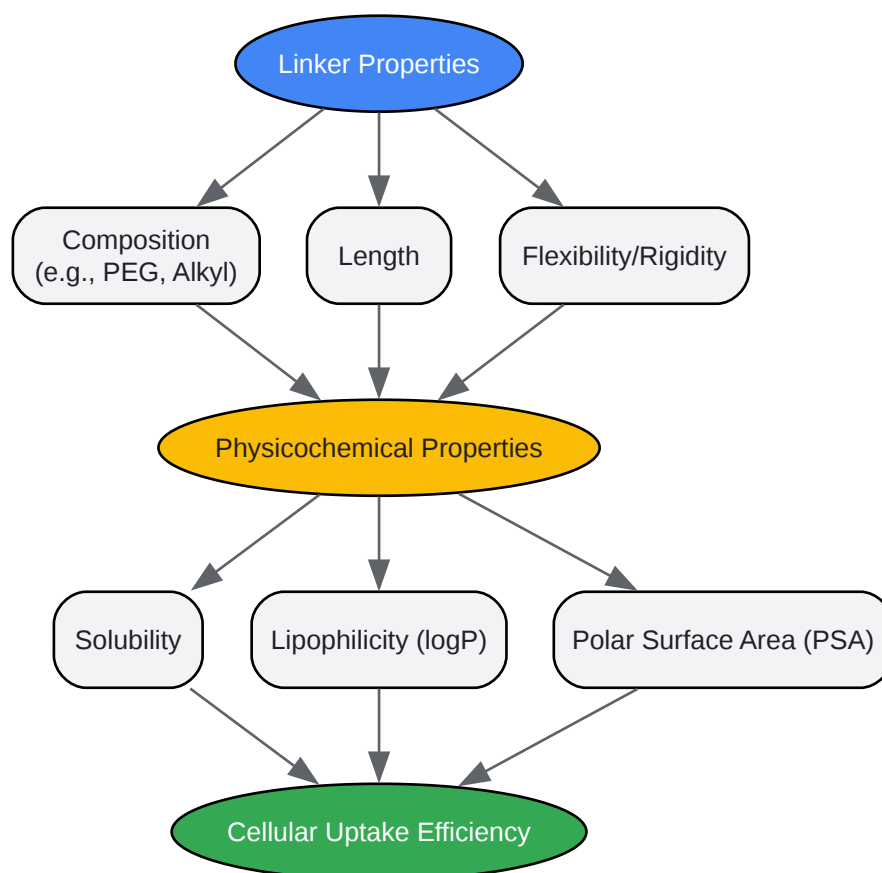 Linker Properties
Composition
(e.g., PEG, Alkyl)
Length
Flexibility/Rigidity
Physicochemical Properties
Solubility
Lipophilicity (logP)
Polar Surface Area (PSA)
Cellular Uptake Efficiency